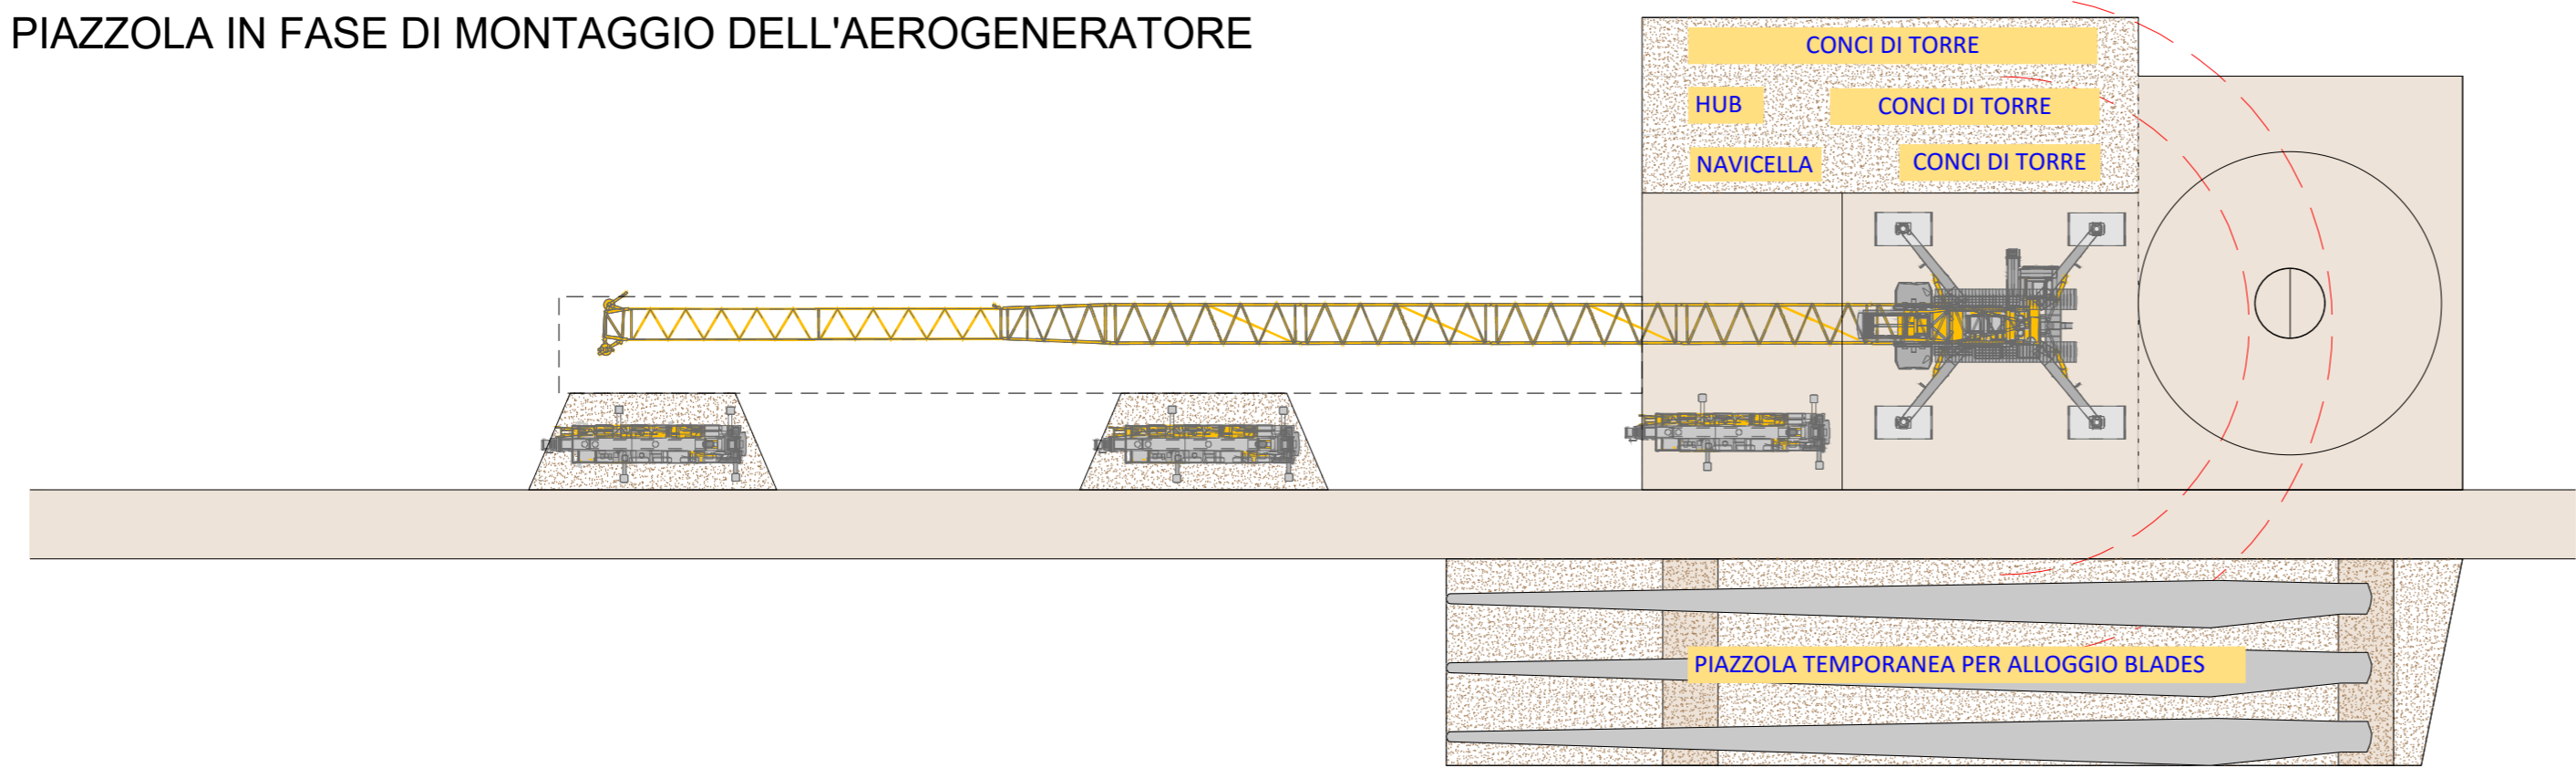 PIAZZOLA IN FASE DI MONTAGGIO DELL'AEROGENERATORE
CONCI DI TORRE
HUB
CONCI DI TORRE
NAVICELLA
CONCI DI TORRE
PIAZZOLA TEMPORANEA PER ALLOGGIO BLADES